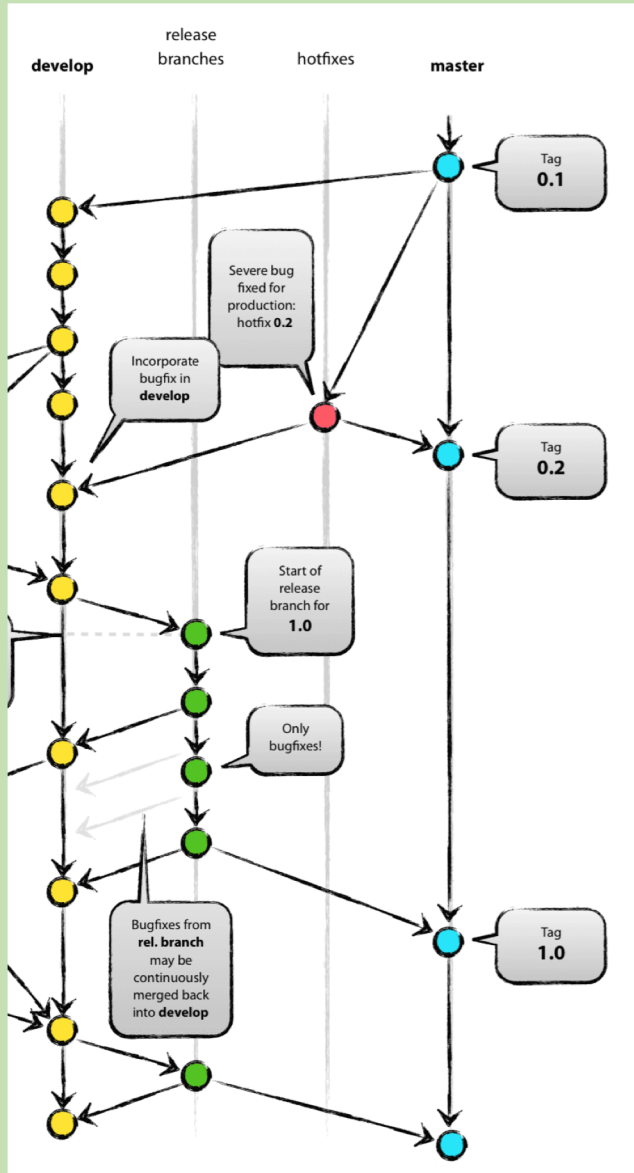 develop
release
branches
hotfixes
master
Tag
0.1
Severe bug
fixed for
production:
hotfix 0.2
Incorporate
bugfix in
develop
Tag
0.2
Start of
release
branch for
1.0
Only
bugfixes!
Bugfixes from
rel. branch
may be
continuously
merged back
into develop
Tag
1.0